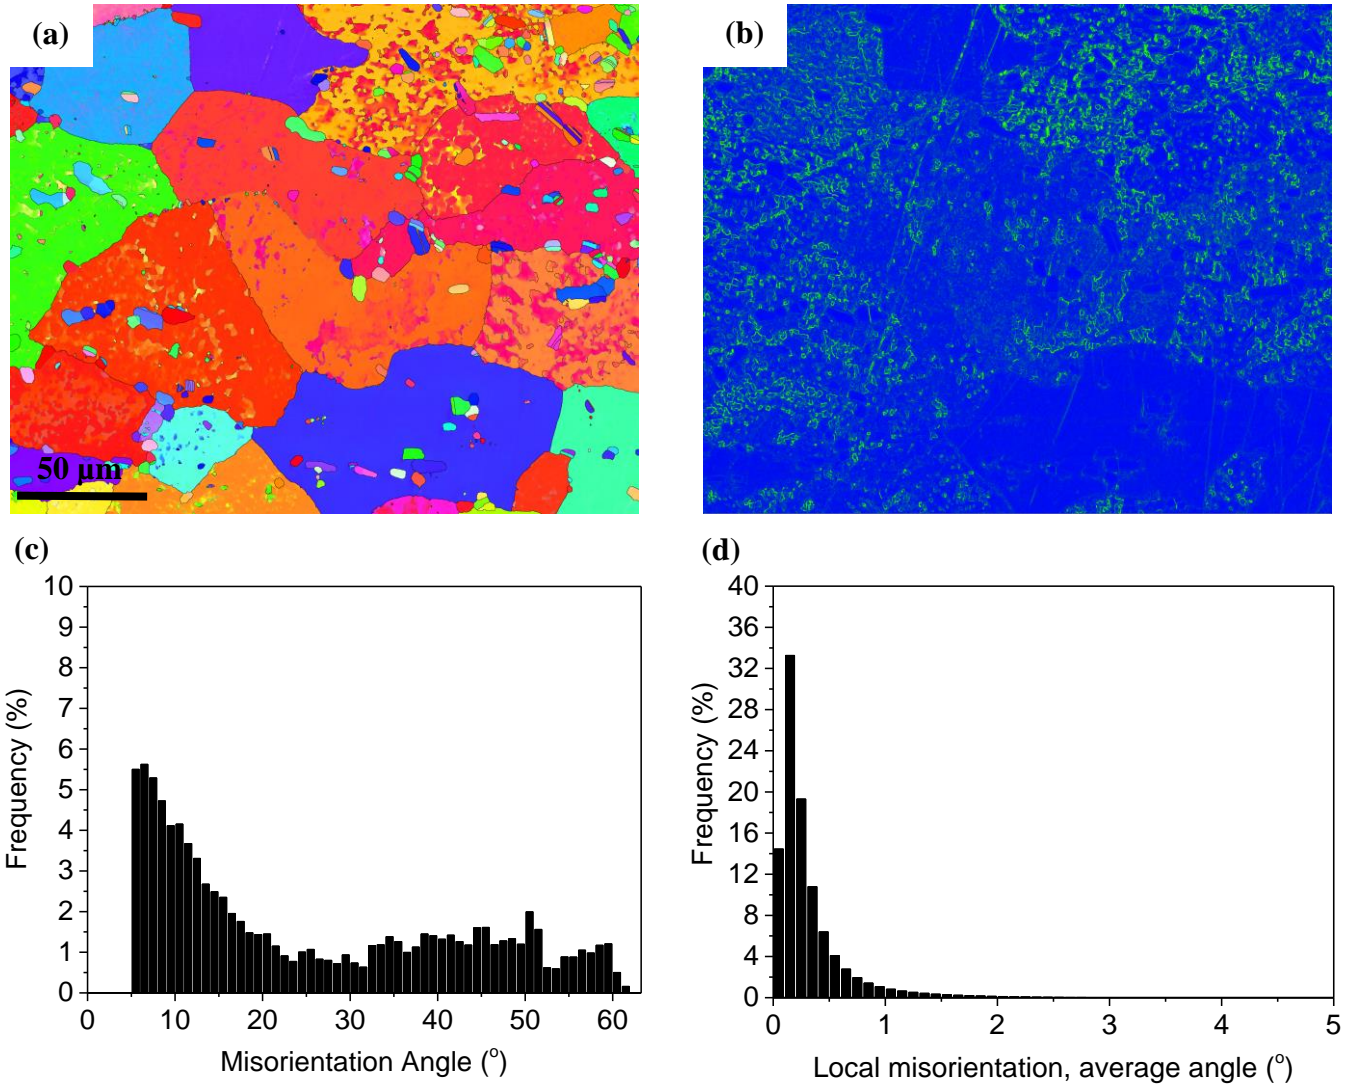 (a)
(b)
50 µm
(c)
(d)
10
9
8
7
6
5
4
3
2
1
0
Frequency (%)
0 10 20 30 40 50 60
Misorientation Angle (°)
40
36
32
28
24
20
16
12
8
4
0
Frequency (%)
0 1 2 3 4 5
Local misorientation, average angle (°)